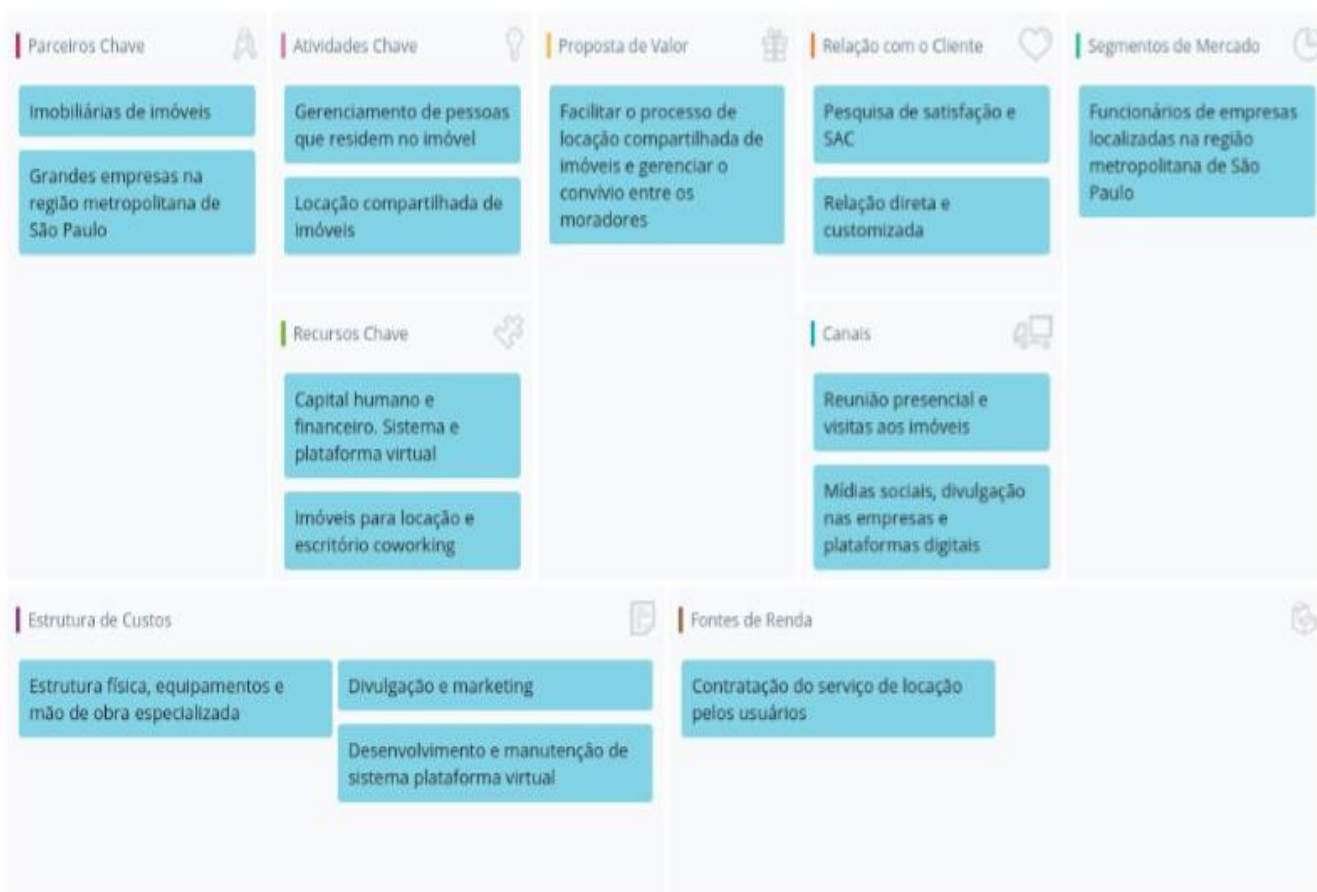 Parceiros Chave
Imobiliárias de imóveis
Grandes empresas na
região metropolitana de
São Paulo
Atividades Chave
Gerenciamento de pessoas
que residem no imóvel
Locação compartilhada de
imóveis
Recursos Chave
Capital humano e
financeiro. Sistema e
plataforma virtual
Imóveis para locação e
escritório coworking
Proposta de Valor
Facilitar o processo de
locação compartilhada de
imóveis e gerenciar o
convívio entre os
moradores
Relação com o Cliente
Pesquisa de satisfação e
SAC
Relação direta e
customizada
Canais
Reunião presencial e
visitas aos imóveis
Mídias sociais, divulgação
nas empresas e
plataformas digitais
Segmentos de Mercado
Funcionários de empresas
localizadas na região
metropolitana de São
Paulo
Estrutura de Custos
Estrutura física, equipamentos e
mão de obra especializada
Divulgação e marketing
Desenvolvimento e manutenção de
sistema plataforma virtual
Fontes de Renda
Contratação do serviço de locação
pelos usuários